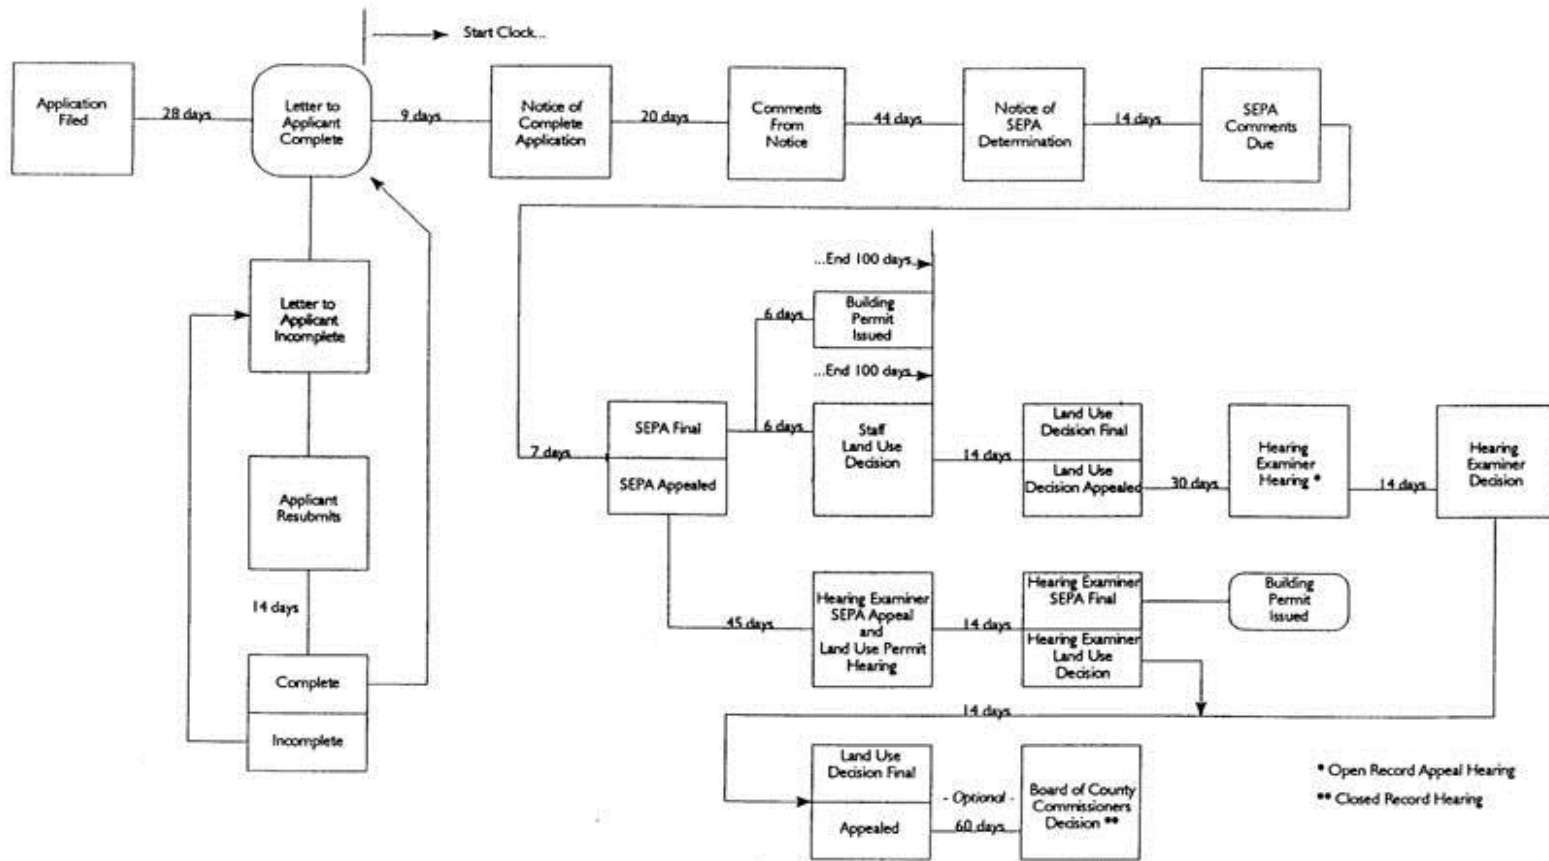 Start Clock...
Application
Filed
28 days
Letter to
Applicant
Complete
9 days
Notice of
Complete
Application
20 days
Comments
From
Notice
44 days
Notice of
SEPA
Determination
14 days
SEPA
Comments
Due
Letter to
Applicant
Incomplete
Applicant
Resubmits
14 days
Complete
Incomplete
...End 100 days
6 days
Building
Permit
Issued
...End 100 days
7 days
SEPA Final
SEPA Appealed
6 days
Staff
Land Use
Decision
14 days
Land Use
Decision Final
Land Use
Decision Appealed
30 days
Hearing
Examiner
Hearing *
14 days
Hearing
Examiner
Decision
45 days
Hearing Examiner
SEPA Appeal
and
Land Use Permit
Hearing
14 days
Hearing Examiner
SEPA Final
Hearing Examiner
Land Use
Decision
Building
Permit
Issued
14 days
Land Use
Decision Final
Appealed
- Optional -
60 days
Board of County
Commissioners
Decision **
* Open Record Appeal Hearing
** Closed Record Hearing